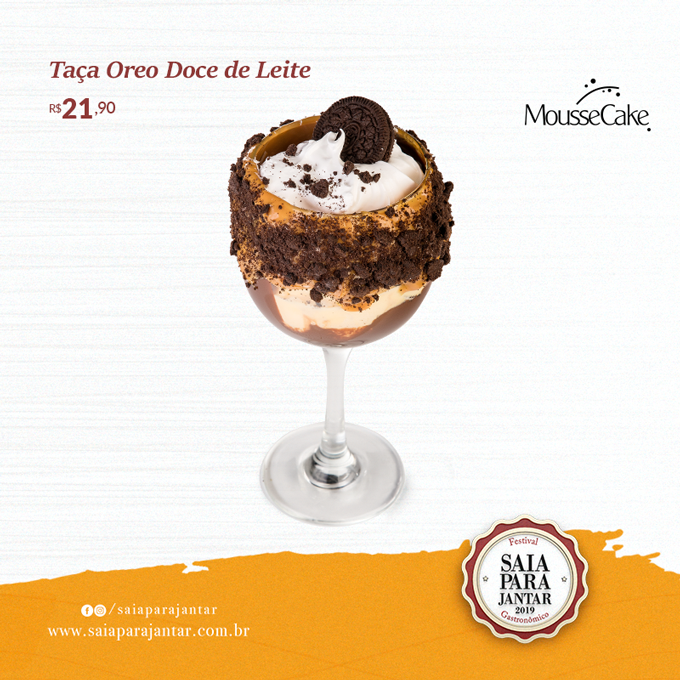 Taça Oreo Doce de Leite
R$21,90
MousseCake
/saiaparajantar
www.saiaparajantar.com.br
Festival
SAIA
PARA
JANTAR
2019
Gastronômico